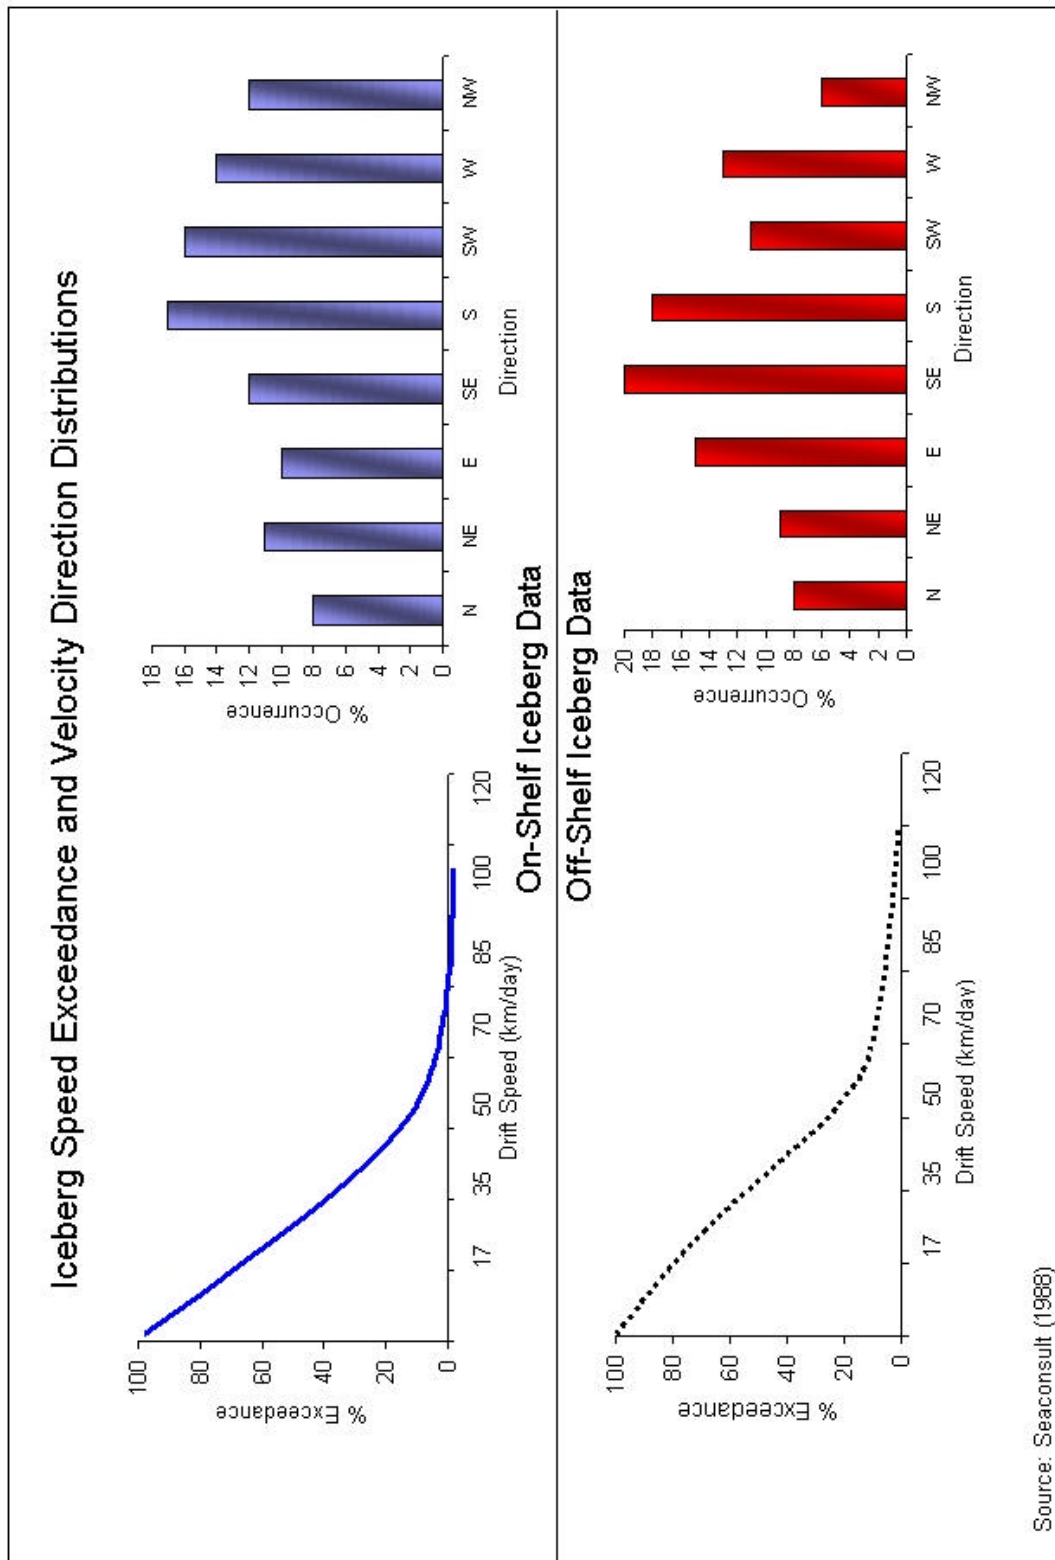 Iceberg Speed Exceedance and Velocity Direction Distributions
% Exceedance
100
80
60
40
20
0
17
35
50
70
85
100
120
Drift Speed (km/day)
% Occurrence
18
16
14
12
10
8
6
4
2
0
N
NE
E
SE
S
SW
W
NW
Direction
On-Shelf Iceberg Data
Off-Shelf Iceberg Data
% Exceedance
100
80
60
40
20
0
17
35
50
70
85
100
120
Drift Speed (km/day)
% Occurrence
20
18
16
14
12
10
8
6
4
2
0
N
NE
E
SE
S
SW
W
NW
Direction
Source: Seaconsult (1988)